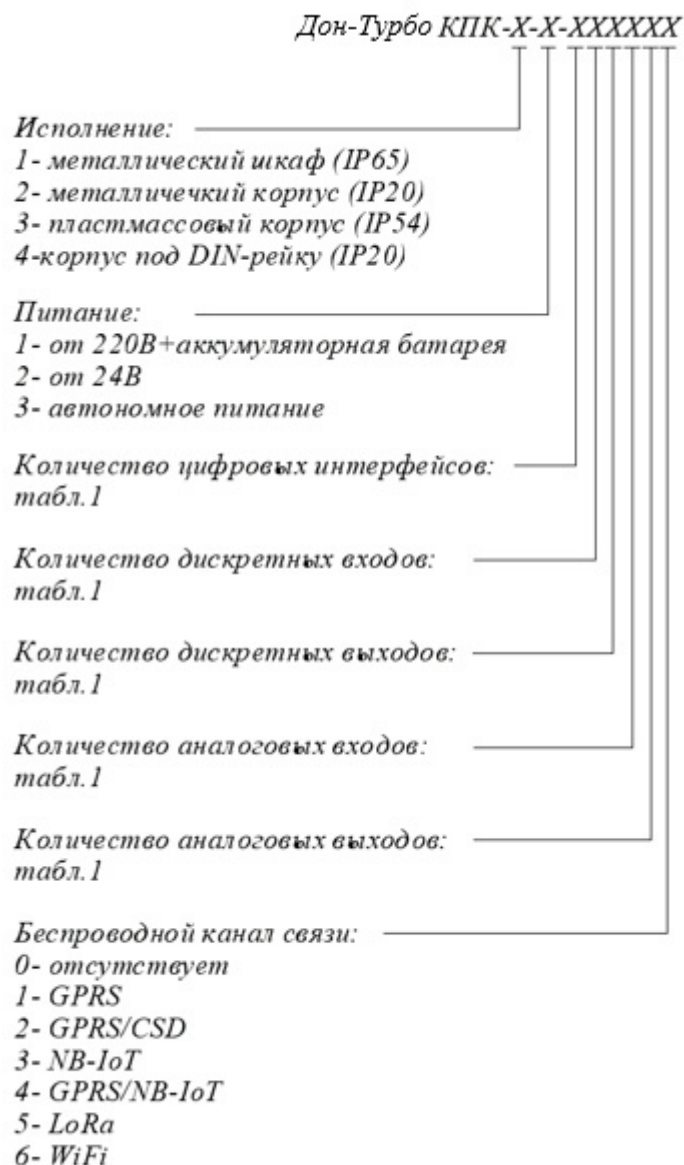 Дон-Турбо КПК-X-X-XXXXXX
Исполнение:
1- металлический шкаф (IP65)
2- металличечкий корпус (IP20)
3- пластмассовый корпус (IP54)
4-корпус под DIN-рейку (IP20)
Питание:
1- от 220В+аккумуляторная батарея
2- от 24В
3- автономное питание
Количество цифровых интерфейсов:
табл.1
Количество дискретных входов:
табл.1
Количество дискретных выходов:
табл.1
Количество аналоговых входов:
табл.1
Количество аналоговых выходов:
табл.1
Беспроводной канал связи:
0- отсутствует
1- GPRS
2- GPRS/CSD
3- NB-IoT
4- GPRS/NB-IoT
5- LoRa
6- WiFi